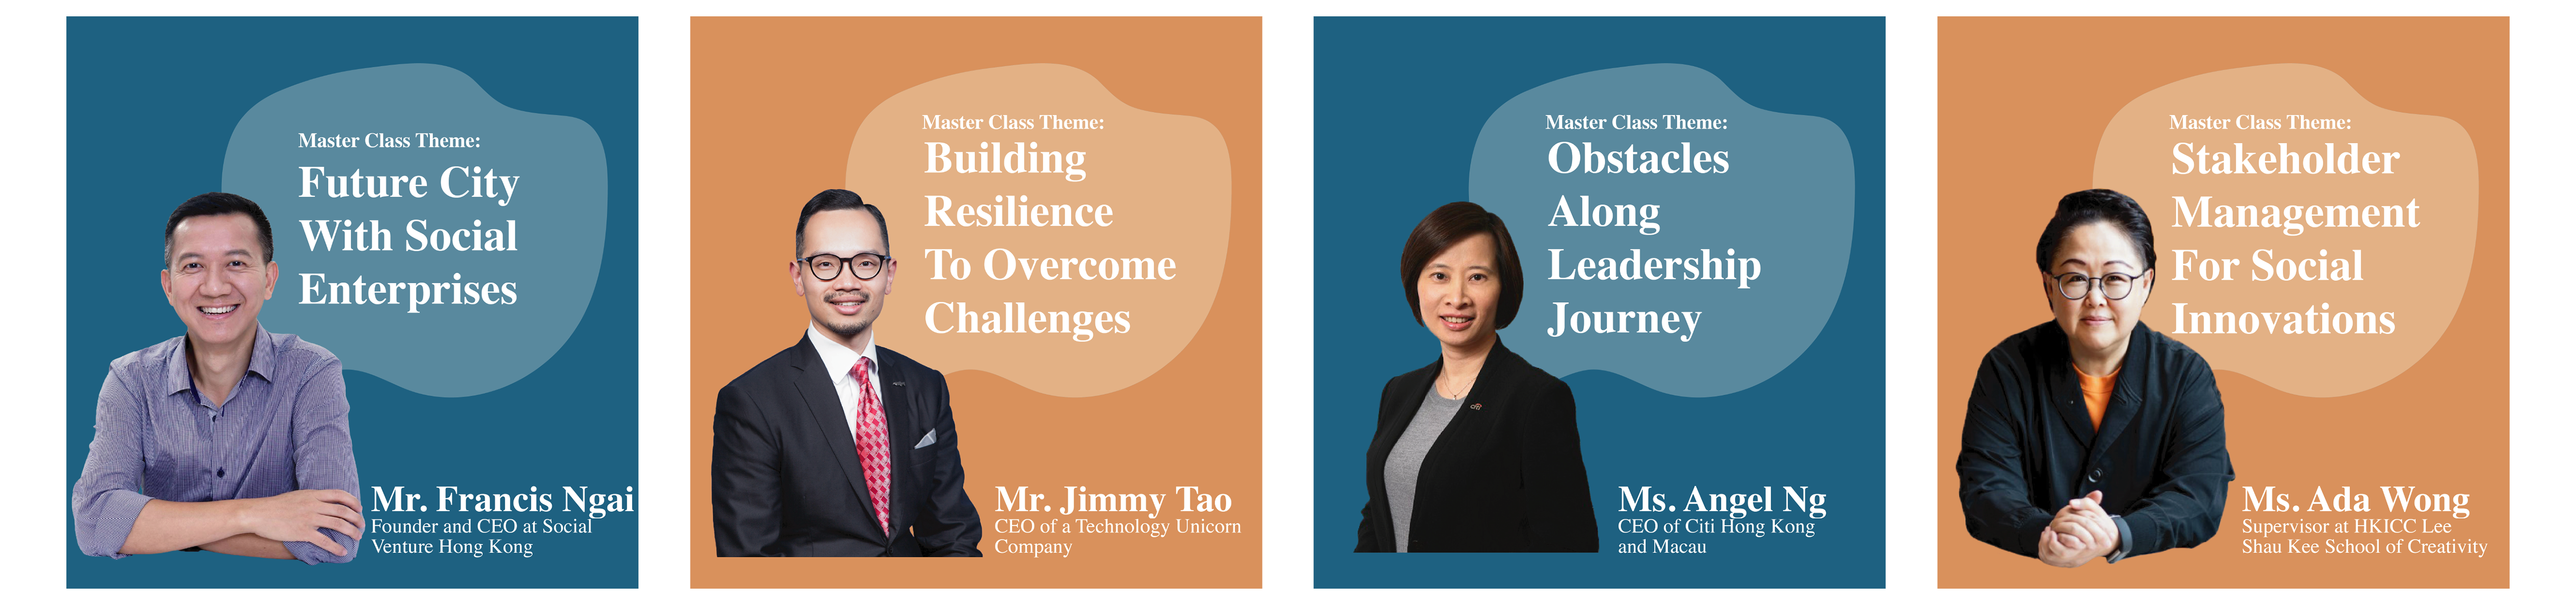 Master Class Theme:
Future City
With Social
Enterprises
Mr. Francis Ngai
Founder and CEO at Social
Venture Hong Kong
Master Class Theme:
Building
Resilience
To Overcome
Challenges
Mr. Jimmy Tao
CEO of a Technology Unicorn
Company
Master Class Theme:
Obstacles
Along
Leadership
Journey
Ms. Angel Ng
CEO of Citi Hong Kong
and Macau
Master Class Theme:
Stakeholder
Management
For Social
Innovations
Ms. Ada Wong
Supervisor at HKICC Lee
Shau Kee School of Creativity